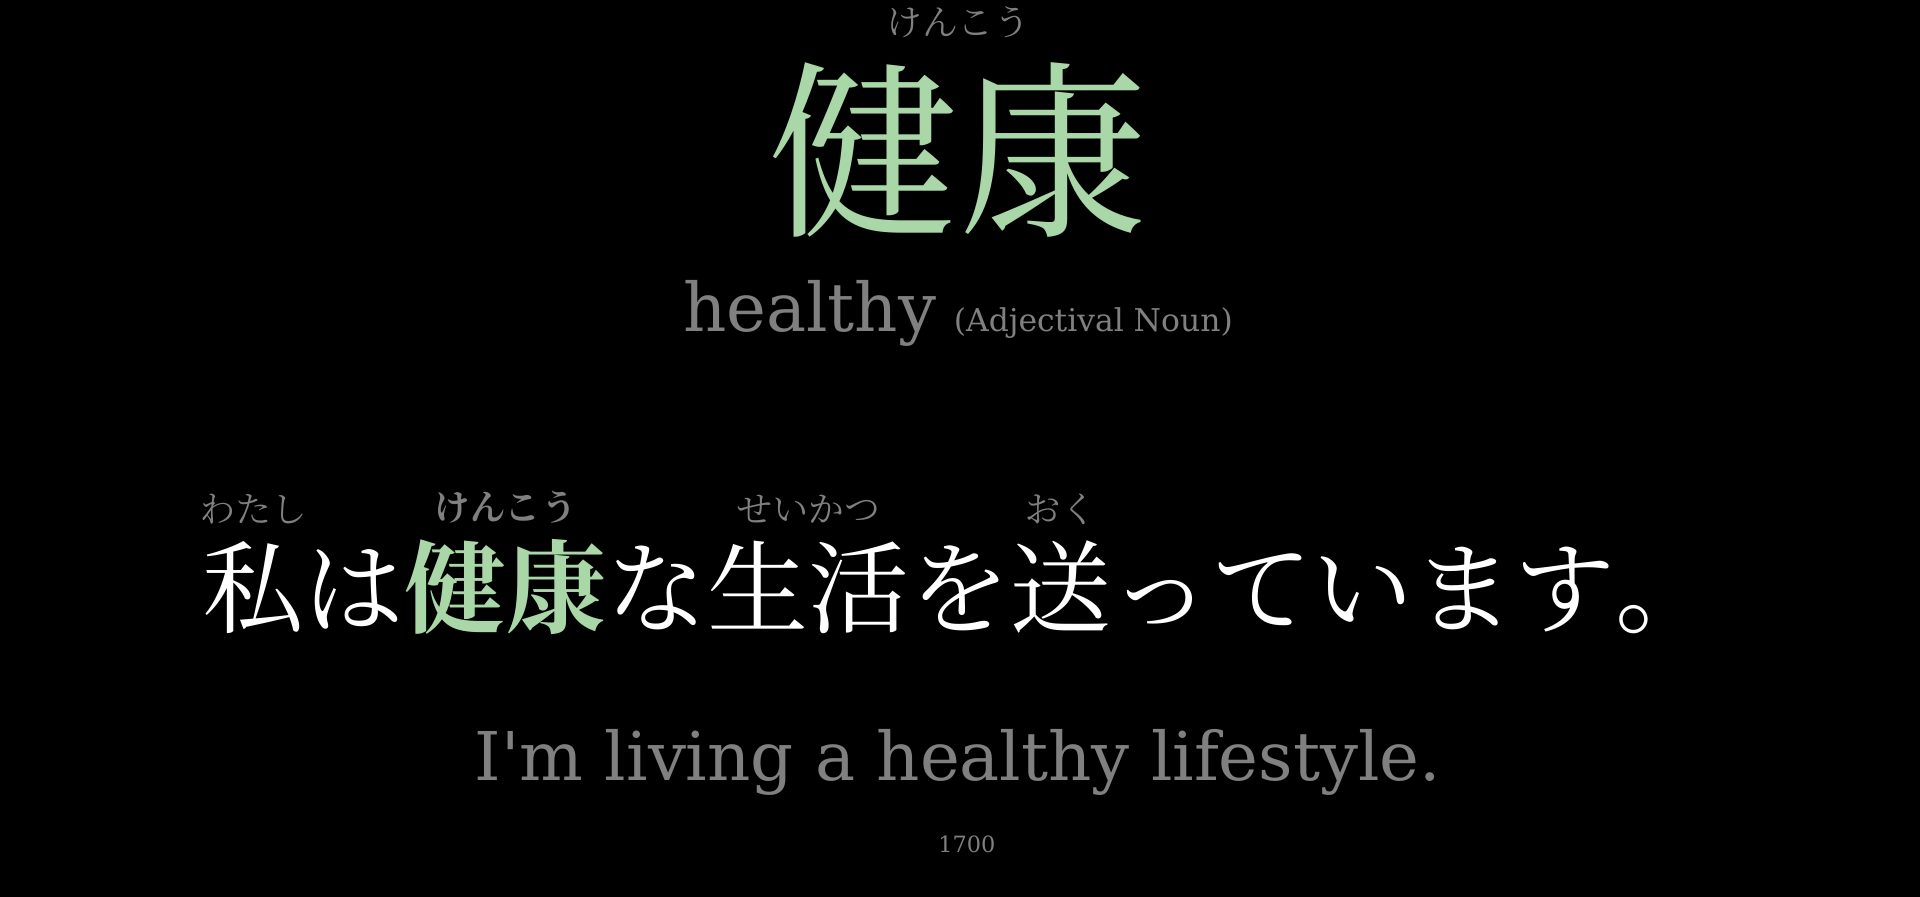 けんこう
健康
healthy (Adjectival Noun)
わたし けんこう せいかつ おく
私は健康な生活を送っています。
I'm living a healthy lifestyle.
1700